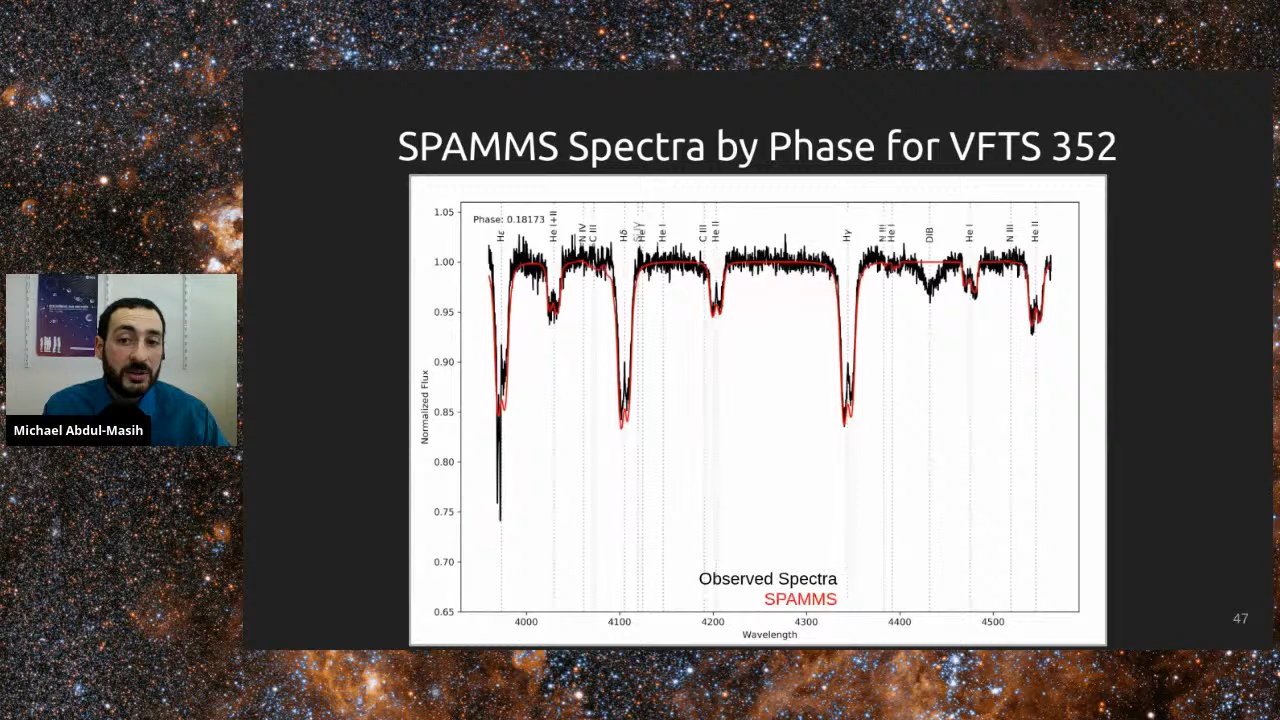 SPAMMS Spectra by Phase for VFTS 352
Phase: 0.18173
Hε
He I+II
N IV
C III
Hδ
Si IV
He I
He I
C III
He II
Hγ
N III
He I
DIB
He I
N III
He II
1.05
1.00
0.95
0.90
0.85
0.80
0.75
0.70
0.65
Normalized Flux
Observed Spectra
SPAMMS
4000
4100
4200
4300
4400
4500
Wavelength
47
Michael Abdul-Masih